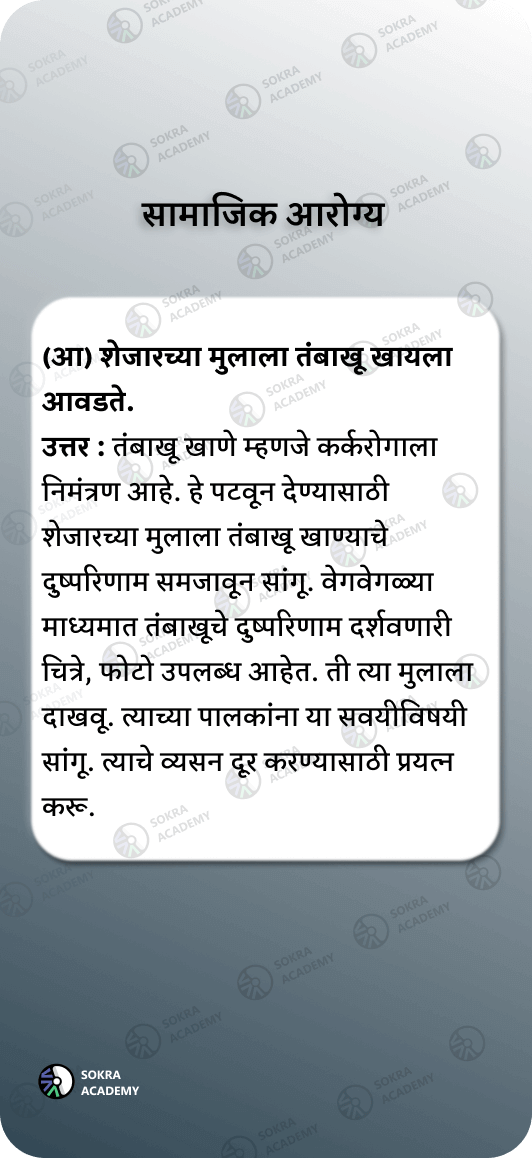 सामाजिक आरोग्य
(आ) शेजारच्या मुलाला तंबाखू खायला
आवडते.
उत्तर : तंबाखू खाणे म्हणजे कर्करोगाला
निमंत्रण आहे. हे पटवून देण्यासाठी
शेजारच्या मुलाला तंबाखू खाण्याचे
दुष्परिणाम समजावून सांगू. वेगवेगळ्या
माध्यमात तंबाखूचे दुष्परिणाम दर्शवणारी
चित्रे, फोटो उपलब्ध आहेत. ती त्या मुलाला
दाखवू. त्याच्या पालकांना या सवयीविषयी
सांगू. त्याचे व्यसन दूर करण्यासाठी प्रयत्न
करू.
SOKRA
ACADEMY